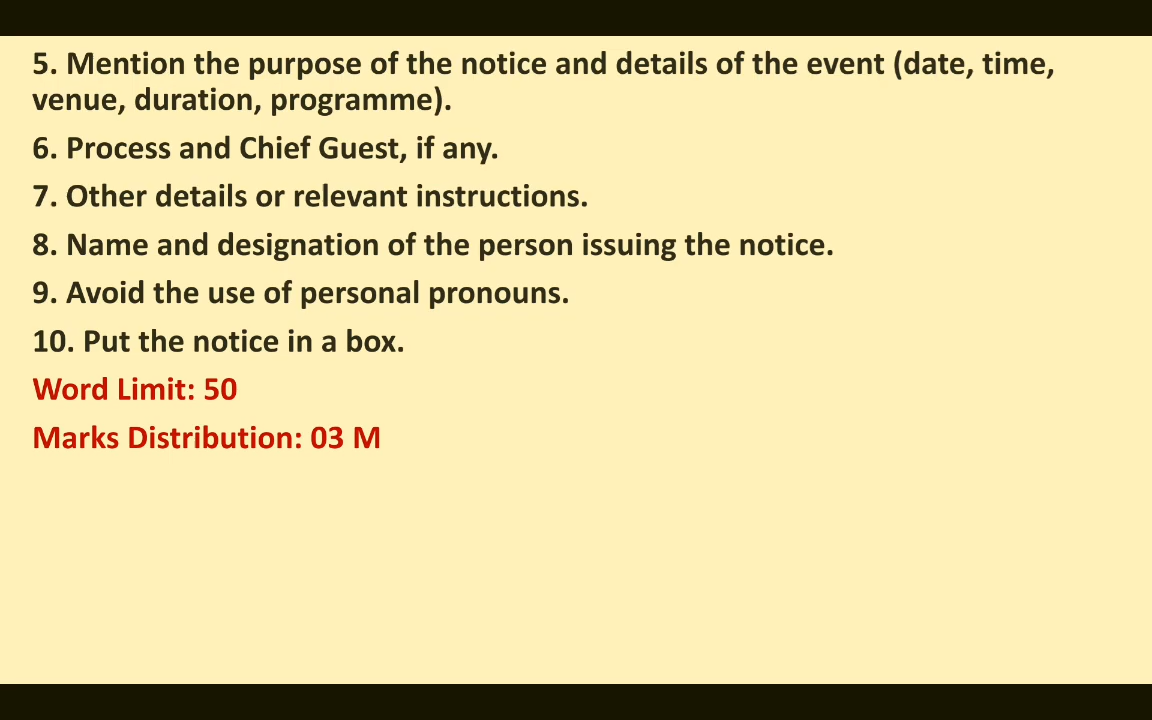 5. Mention the purpose of the notice and details of the event (date, time,
venue, duration, programme).
6. Process and Chief Guest, if any.
7. Other details or relevant instructions.
8. Name and designation of the person issuing the notice.
9. Avoid the use of personal pronouns.
10. Put the notice in a box.
Word Limit: 50
Marks Distribution: 03 M